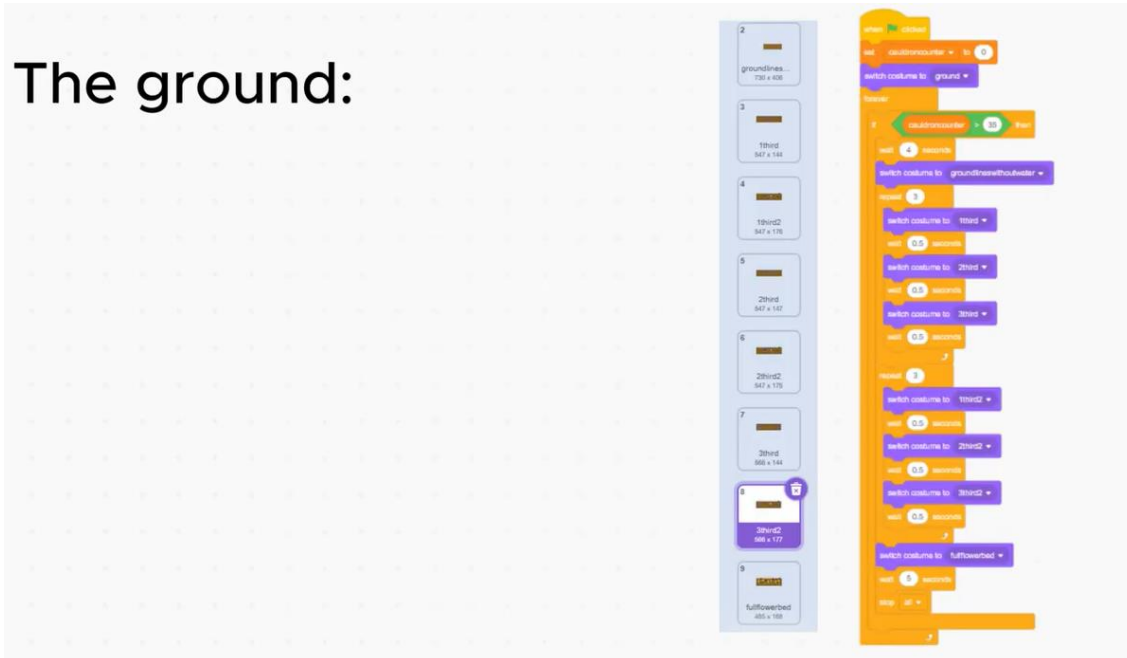 The ground:
2
groundlines...
730 x 408
3
1third
547 x 144
4
1third2
547 x 176
5
2third
547 x 147
6
2third2
547 x 175
7
3third
566 x 144
8
3third2
566 x 177
9
fullflowerbed
485 x 168
when clicked
set cauldroncounter to 0
switch costume to ground
forever
if cauldroncounter > 35 then
wait 4 seconds
switch costume to groundlineswithoutwater
repeat 3
switch costume to 1third
wait 0.5 seconds
switch costume to 2third
wait 0.5 seconds
switch costume to 3third
wait 0.5 seconds
repeat 3
switch costume to 1third2
wait 0.5 seconds
switch costume to 2third2
wait 0.5 seconds
switch costume to 3third2
wait 0.5 seconds
switch costume to fullflowerbed
wait 5 seconds
stop all